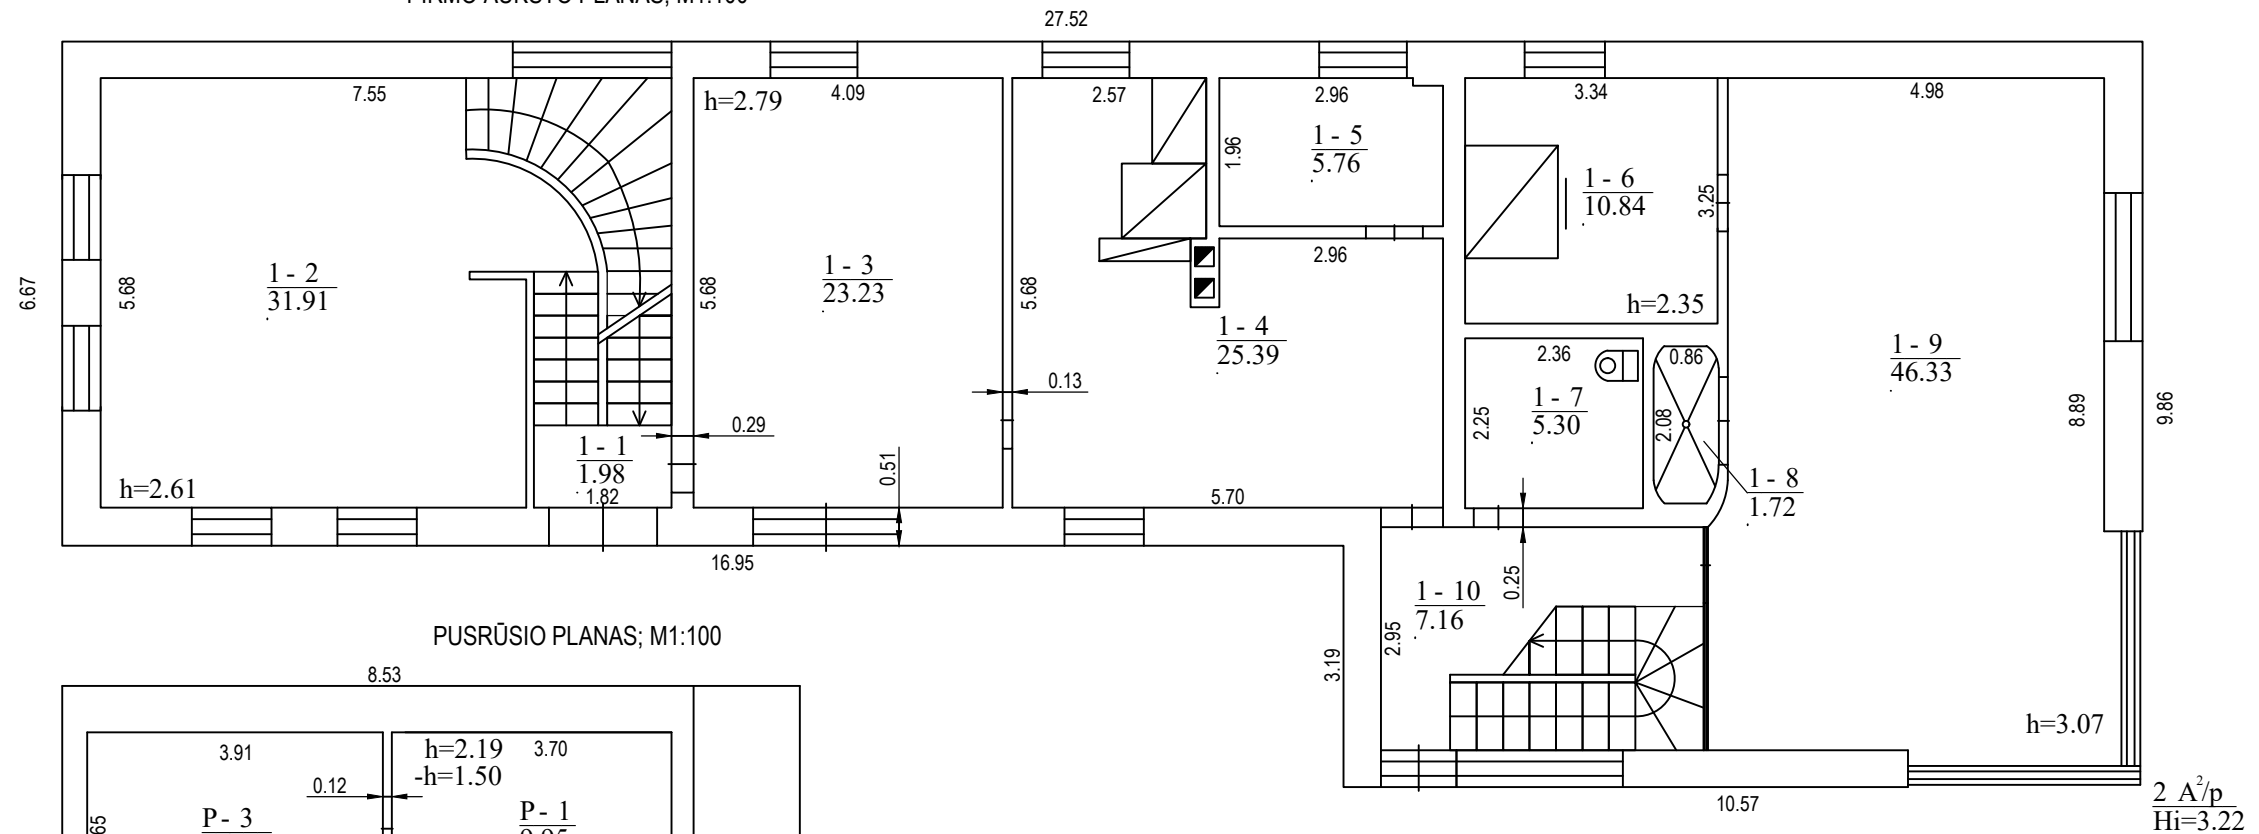 27.52
7.55
h=2.79
4.09
2.57
2.96
3.34
4.98
1.96
1 - 5
5.76
1 - 6
10.84
3.25
6.67
5.68
1 - 2
31.91
5.68
1 - 3
23.23
5.68
2.96
h=2.35
1 - 4
25.39
2.36
0.86
1 - 9
46.33
0.13
2.25
1 - 7
5.30
2.08
8.89
9.86
0.29
1 - 1
1.98
1.82
0.51
h=2.61
5.70
1 - 8
1.72
16.95
0.25
1 - 10
7.16
2.95
3.19
h=3.07
10.57
2 A²/p
Hi=3.22
PUSRŪSIO PLANAS; M1:100
8.53
3.91
h=2.19
-h=1.50
3.70
0.12
P - 3
P - 1